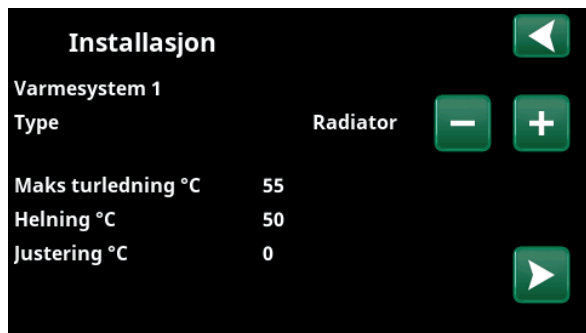 Installasjon
Varmesystem 1
Type Radiator
Maks turledning °C 55
Helning °C 50
Justering °C 0